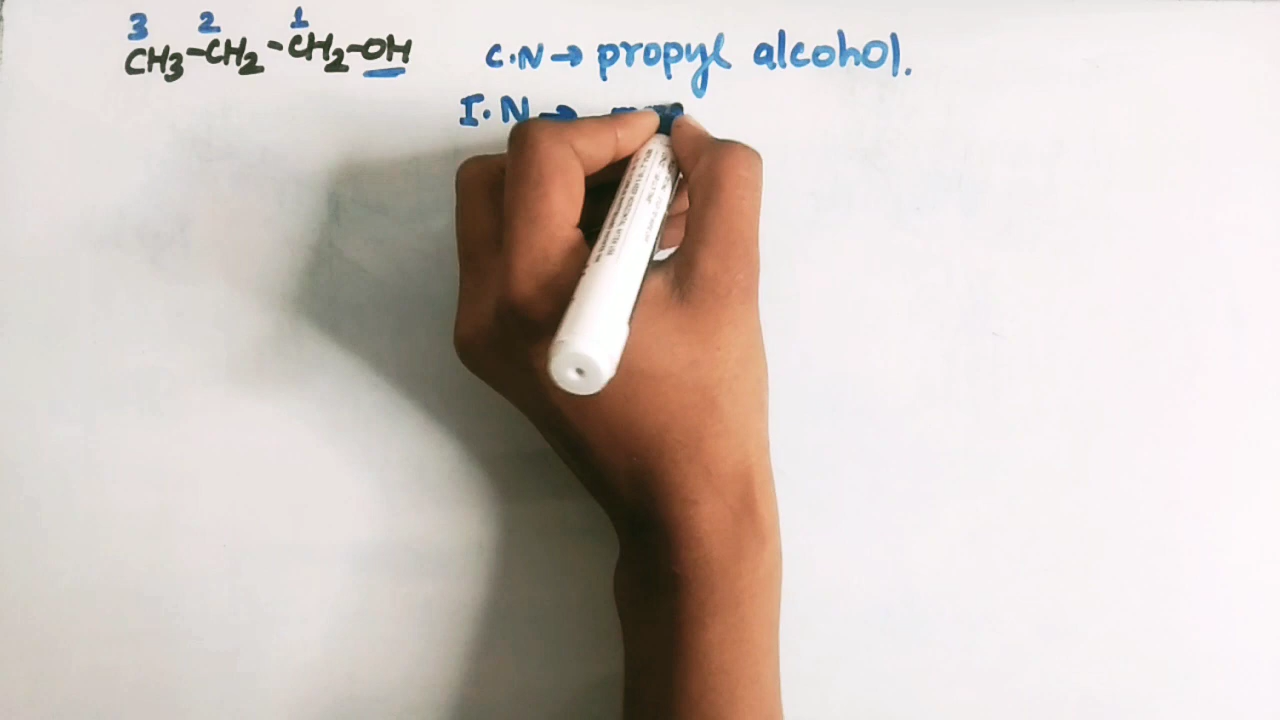 3 2 1
CH3-CH2-CH2-OH C.N→ propyl alcohol.
I.N→